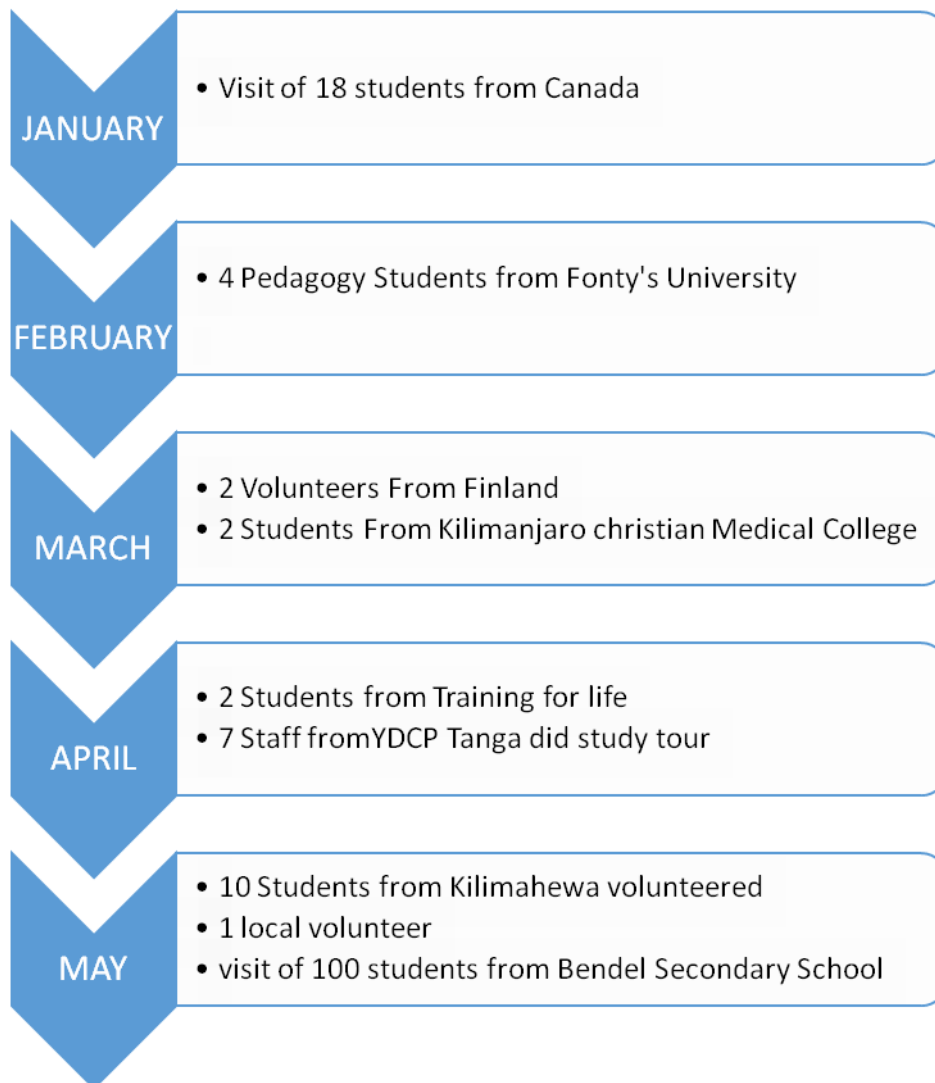 JANUARY
• Visit of 18 students from Canada
FEBRUARY
• 4 Pedagogy Students from Fonty's University
MARCH
• 2 Volunteers From Finland
• 2 Students From Kilimanjaro christian Medical College
APRIL
• 2 Students from Training for life
• 7 Staff fromYDCP Tanga did study tour
MAY
• 10 Students from Kilimahewa volunteered
• 1 local volunteer
• visit of 100 students from Bendel Secondary School